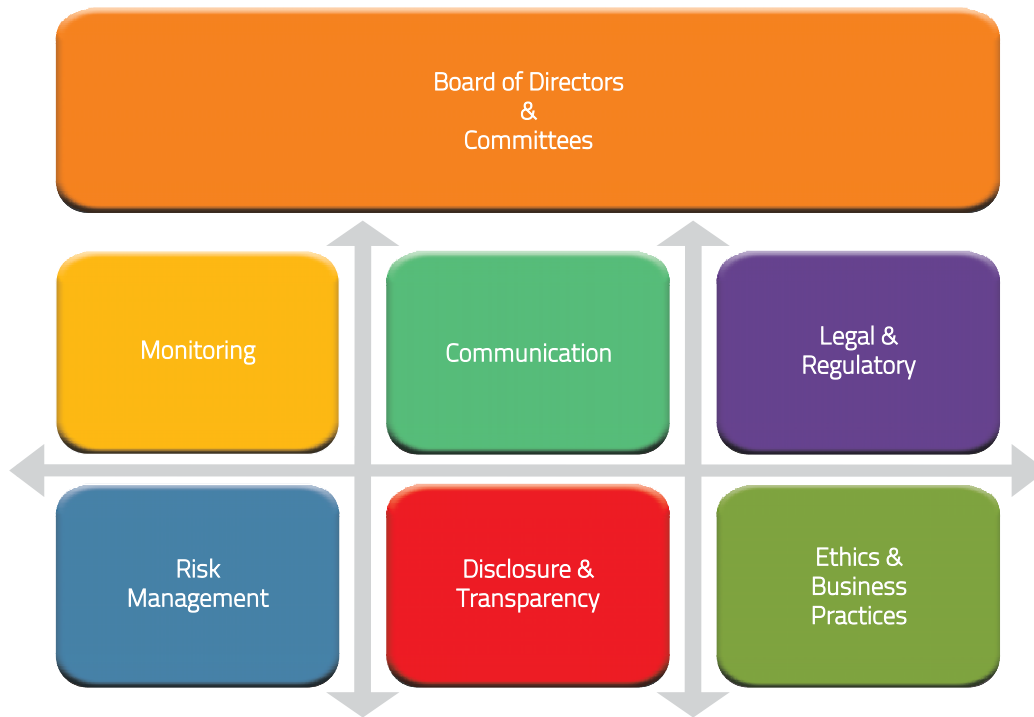 Board of Directors
&
Committees
Monitoring
Communication
Legal &
Regulatory
Risk
Management
Disclosure &
Transparency
Ethics &
Business
Practices